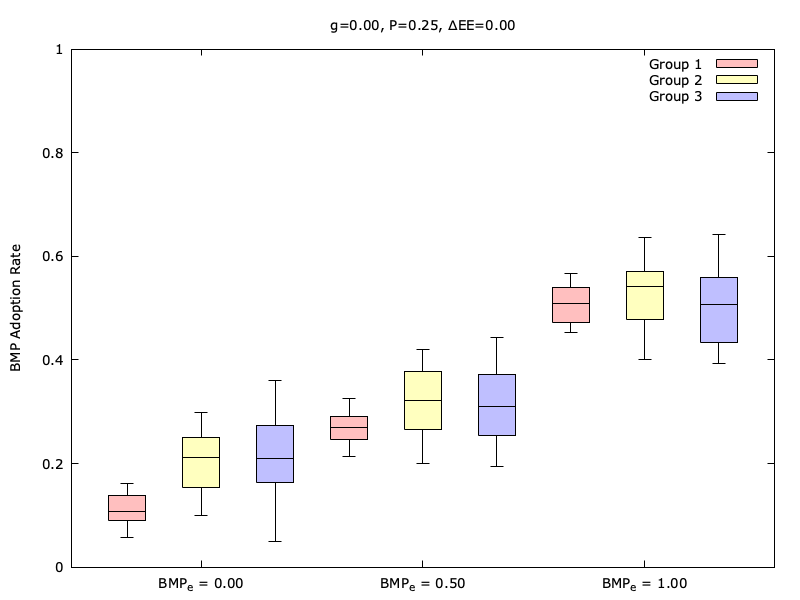 g=0.00, P=0.25, ΔEE=0.00
1
Group 1
Group 2
Group 3
0.8
0.6
BMP Adoption Rate
0.4
0.2
0
BMPe = 0.00 BMPe = 0.50 BMPe = 1.00